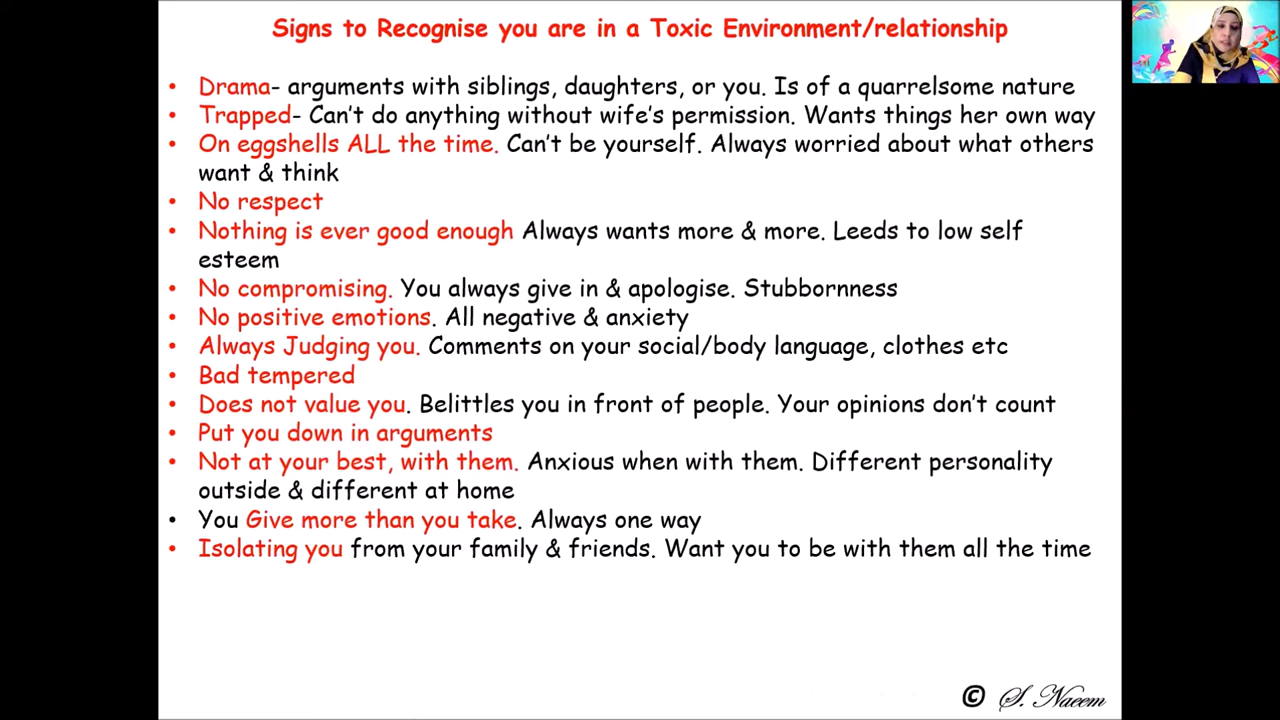 Signs to Recognise you are in a Toxic Environment/relationship
• Drama- arguments with siblings, daughters, or you. Is of a quarrelsome nature
• Trapped- Can't do anything without wife's permission. Wants things her own way
• On eggshells ALL the time. Can't be yourself. Always worried about what others
want & think
• No respect
• Nothing is ever good enough Always wants more & more. Leeds to low self
esteem
• No compromising. You always give in & apologise. Stubbornness
• No positive emotions. All negative & anxiety
• Always Judging you. Comments on your social/body language, clothes etc
• Bad tempered
• Does not value you. Belittles you in front of people. Your opinions don't count
• Put you down in arguments
• Not at your best, with them. Anxious when with them. Different personality
outside & different at home
• You Give more than you take. Always one way
• Isolating you from your family & friends. Want you to be with them all the time
© S. Naeem